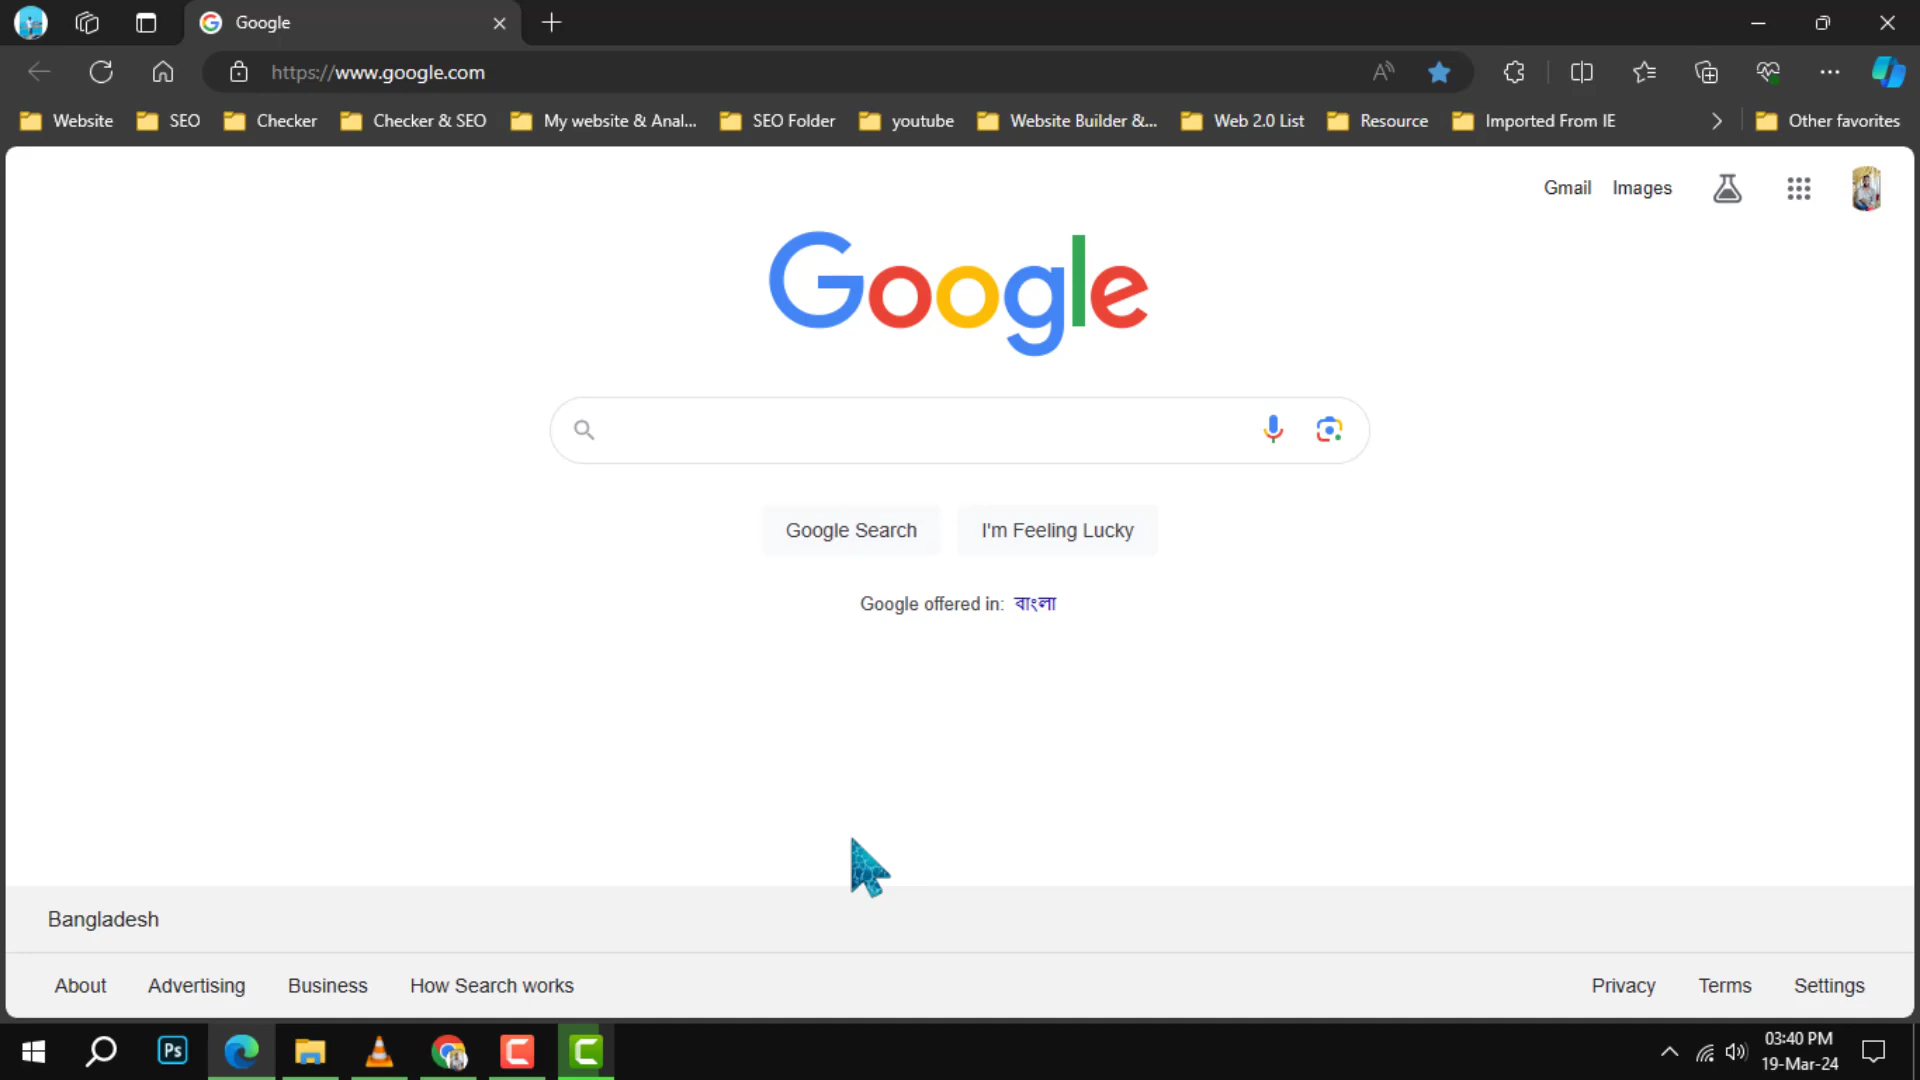 Google
https://www.google.com
Website SEO Checker Checker & SEO My website & Anal... SEO Folder youtube Website Builder &... Web 2.0 List Resource Imported From IE Other favorites
Gmail Images
Google
Google Search I'm Feeling Lucky
Google offered in: বাংলা
Bangladesh
About Advertising Business How Search works Privacy Terms Settings
Ps
03:40 PM
19-Mar-24